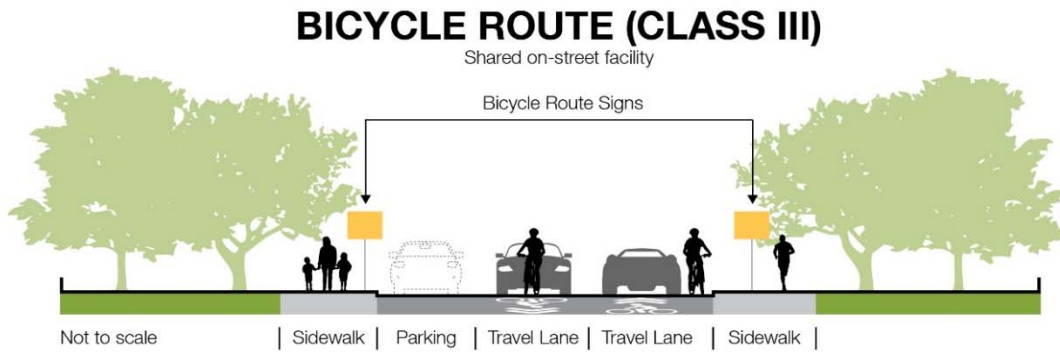 BICYCLE ROUTE (CLASS III)
Shared on-street facility
Bicycle Route Signs
Not to scale
Sidewalk
Parking
Travel Lane
Travel Lane
Sidewalk